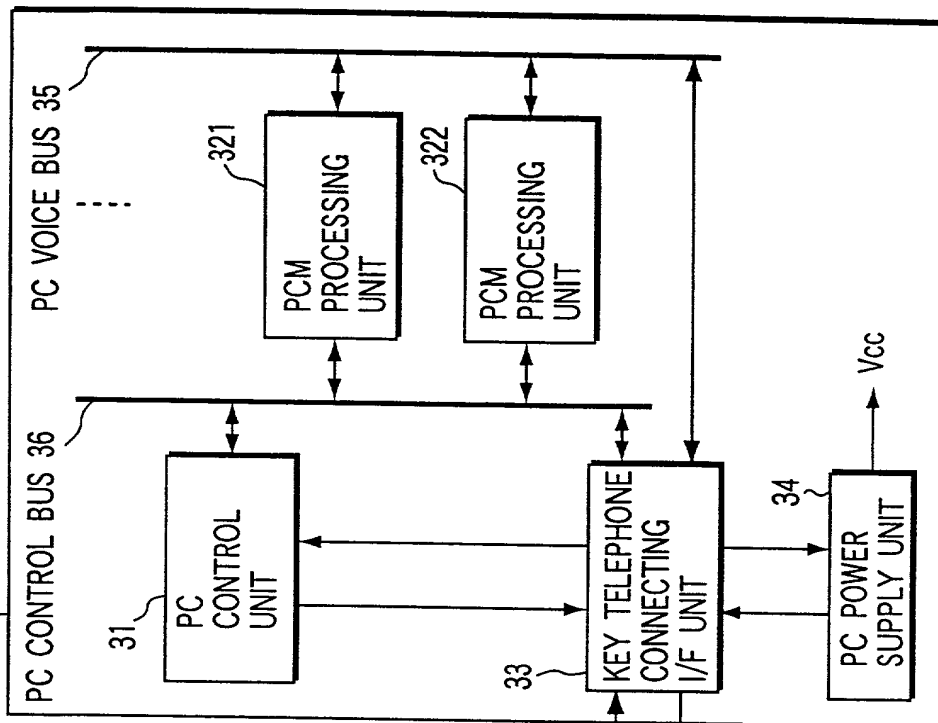 PC CONTROL BUS 36
PC VOICE BUS 35
31
PC
CONTROL
UNIT
321
PCM
PROCESSING
UNIT
322
PCM
PROCESSING
UNIT
33
KEY TELEPHONE
CONNECTING
I/F UNIT
34
PC POWER
SUPPLY UNIT
Vcc